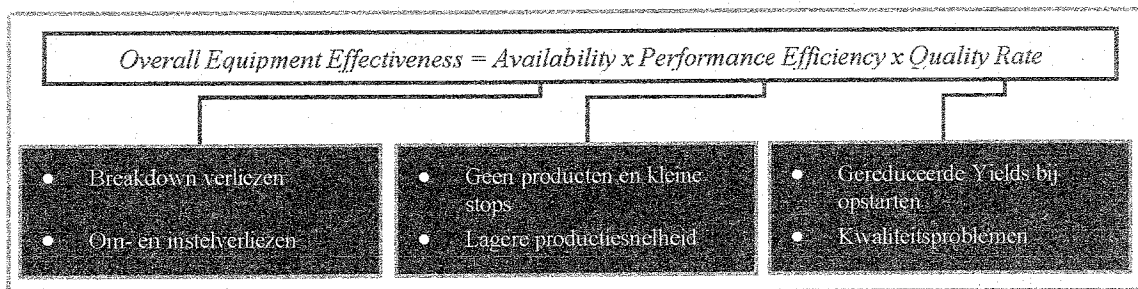 Overall Equipment Effectiveness = Availability x Performance Efficiency x Quality Rate
• Breakdown verliezen
• Om- en instelverliezen
• Geen producten en kleine
stops
• Lagere productiesnelheid
• Gereduceerde Yields bij
opstarten
• Kwaliteitsproblemen